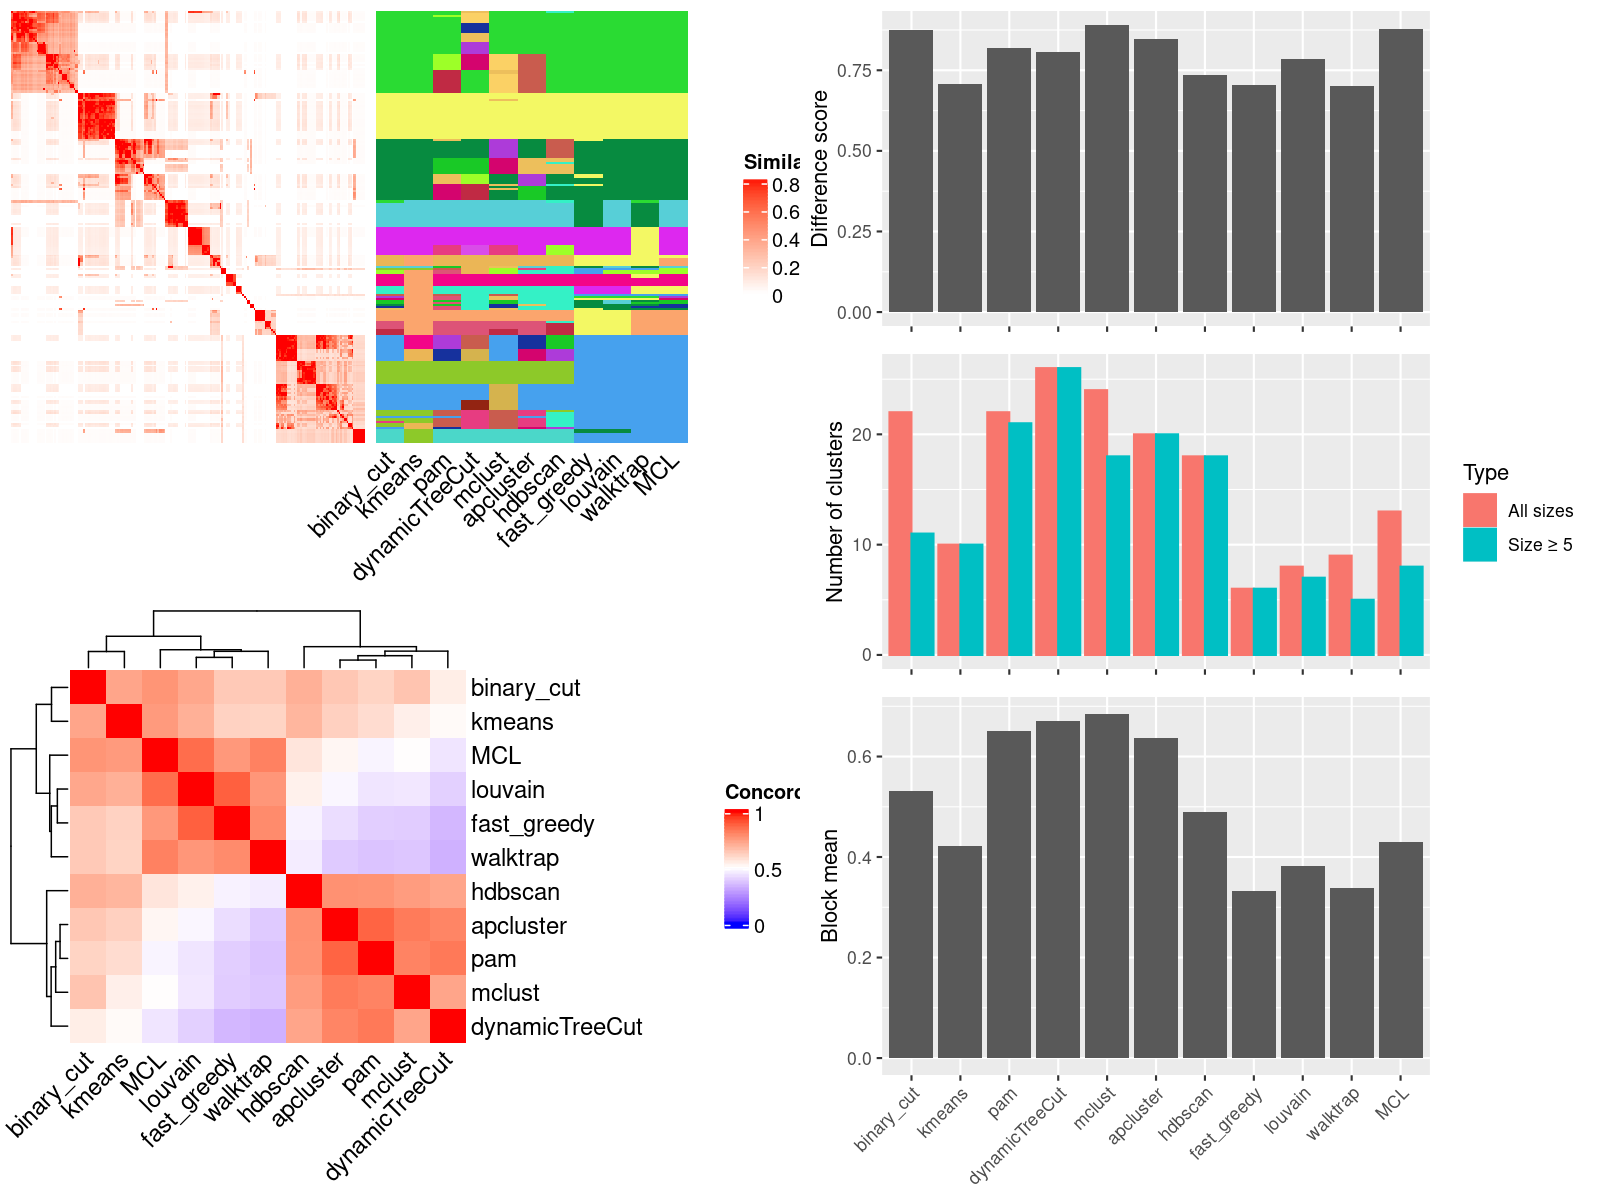 Simila
0.8
0.6
0.4
0.2
0
binary_cut
kmeans
pam
dynamicTreeCut
mclust
apcluster
hdbscan
fast_greedy
louvain
walktrap
MCL
Difference score
0.75
0.50
0.25
0.00
Number of clusters
20
10
0
Type
All sizes
Size ≥ 5
binary_cut
kmeans
MCL
louvain
fast_greedy
walktrap
hdbscan
apcluster
pam
mclust
dynamicTreeCut
binary_cut
kmeans
MCL
louvain
fast_greedy
walktrap
hdbscan
apcluster
pam
mclust
dynamicTreeCut
Concord
1
0.5
0
Block mean
0.6
0.4
0.2
0.0
binary_cut
kmeans
pam
dynamicTreeCut
mclust
apcluster
hdbscan
fast_greedy
louvain
walktrap
MCL